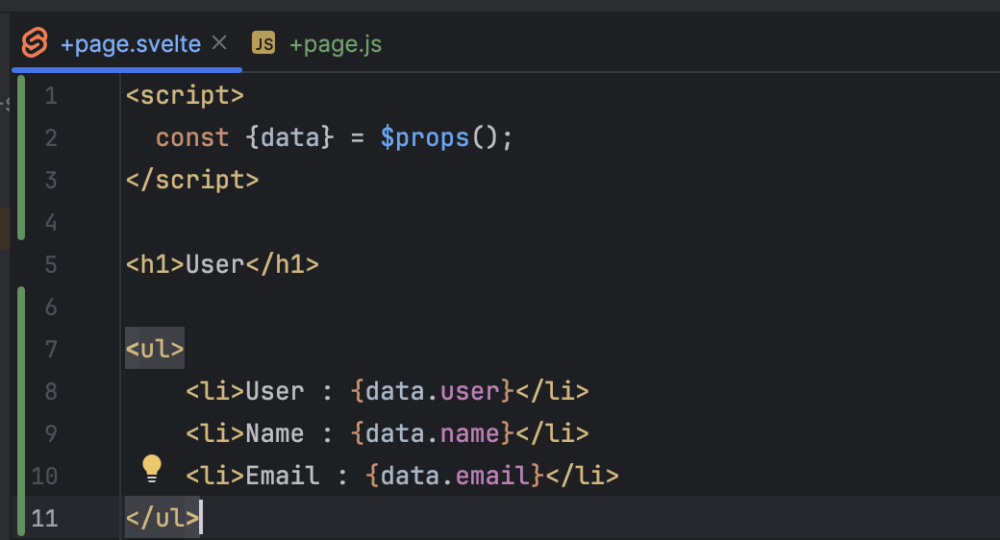 +page.svelte × JS +page.js
1 <script>
2 const {data} = $props();
3 </script>
4
5 <h1>User</h1>
6
7 <ul>
8 <li>User : {data.user}</li>
9 <li>Name : {data.name}</li>
10 <li>Email : {data.email}</li>
11 </ul>